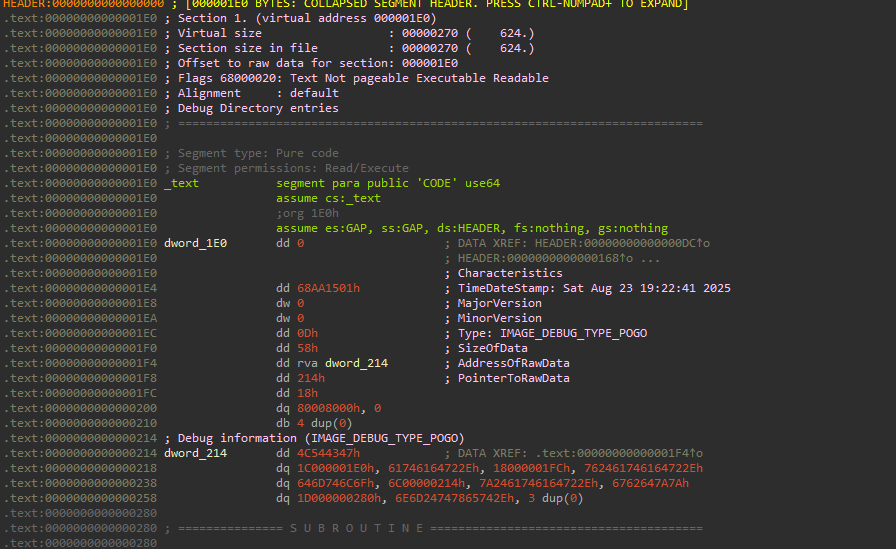 HEADER:0000000000000000 ; [000001E0 BYTES: COLLAPSED SEGMENT HEADER. PRESS CTRL-NUMPAD+ TO EXPAND]
.text:00000000000001E0 ; Section 1. (virtual address 000001E0)
.text:00000000000001E0 ; Virtual size                  : 00000270 (    624.)
.text:00000000000001E0 ; Section size in file          : 00000270 (    624.)
.text:00000000000001E0 ; Offset to raw data for section: 000001E0
.text:00000000000001E0 ; Flags 68000020: Text Not pageable Executable Readable
.text:00000000000001E0 ; Alignment     : default
.text:00000000000001E0 ; Debug Directory entries
.text:00000000000001E0 ; ===========================================================================
.text:00000000000001E0
.text:00000000000001E0 ; Segment type: Pure code
.text:00000000000001E0 ; Segment permissions: Read/Execute
.text:00000000000001E0 _text           segment para public 'CODE' use64
.text:00000000000001E0                 assume cs:_text
.text:00000000000001E0                 ;org 1E0h
.text:00000000000001E0                 assume es:GAP, ss:GAP, ds:HEADER, fs:nothing, gs:nothing
.text:00000000000001E0 dword_1E0       dd 0                    ; DATA XREF: HEADER:00000000000000DC↑o
.text:00000000000001E0                                         ; HEADER:0000000000000168↑o ...
.text:00000000000001E0                                         ; Characteristics
.text:00000000000001E4                 dd 68AA1501h            ; TimeDateStamp: Sat Aug 23 19:22:41 2025
.text:00000000000001E8                 dw 0                    ; MajorVersion
.text:00000000000001EA                 dw 0                    ; MinorVersion
.text:00000000000001EC                 dd 0Dh                  ; Type: IMAGE_DEBUG_TYPE_POGO
.text:00000000000001F0                 dd 58h                  ; SizeOfData
.text:00000000000001F4                 dd rva dword_214        ; AddressOfRawData
.text:00000000000001F8                 dd 214h                 ; PointerToRawData
.text:00000000000001FC                 dd 18h
.text:0000000000000200                 dq 80008000h, 0
.text:0000000000000210                 db 4 dup(0)
.text:0000000000000214 ; Debug information (IMAGE_DEBUG_TYPE_POGO)
.text:0000000000000214 dword_214       dd 4C544347h            ; DATA XREF: .text:00000000000001F4↑o
.text:0000000000000218                 dq 1C000001E0h, 61746164722Eh, 18000001FCh, 762461746164722Eh
.text:0000000000000238                 dq 646D746C6Fh, 6C00000214h, 7A2461746164722Eh, 6762647A7Ah
.text:0000000000000258                 dq 1D000000280h, 6E6D24747865742Eh, 3 dup(0)
.text:0000000000000280
.text:0000000000000280 ; =============== S U B R O U T I N E =======================================
.text:0000000000000280